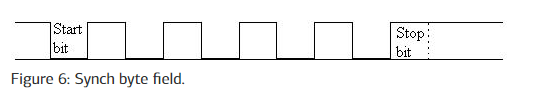 Start
bit
Stop
bit
Figure 6: Synch byte field.